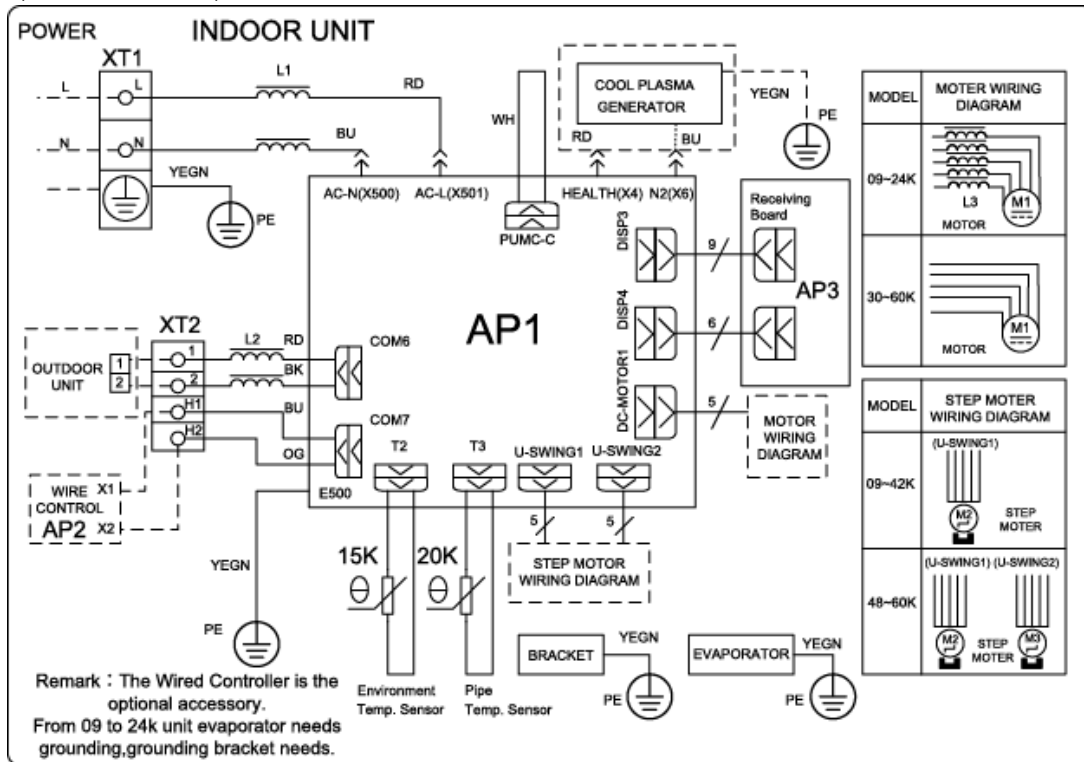 POWER
INDOOR UNIT
XT1
L
L
L1
RD
N
N
BU
YEGN
PE
AC-N(X500)
AC-L(X501)
WH
PUMC-C
COOL PLASMA
GENERATOR
YEGN
PE
RD
BU
HEALTH(X4)
N2(X6)
DISP3
9
Receiving
Board
AP3
DISP4
6
DC-MOTOR1
5
MOTOR
WIRING
DIAGRAM
AP1
XT2
OUTDOOR
UNIT
1
2
1
2
H1
H2
L2
RD
BK
BU
OG
COM6
COM7
E500
WIRE
CONTROL
AP2
X1
X2
YEGN
PE
T2
T3
U-SWING1
U-SWING2
5
5
STEP MOTOR
WIRING DIAGRAM
15K
θ
20K
θ
Environment
Temp. Sensor
Pipe
Temp. Sensor
BRACKET
YEGN
PE
EVAPORATOR
YEGN
PE
Remark：The Wired Controller is the
optional accessory.
From 09 to 24k unit evaporator needs
grounding,grounding bracket needs.
MODEL
MOTER WIRING
DIAGRAM
09~24K
L3
M1
MOTOR
30~60K
M1
MOTOR
MODEL
STEP MOTER
WIRING DIAGRAM
09~42K
(U-SWING1)
M2
STEP
MOTER
48~60K
(U-SWING1) (U-SWING2)
M2
STEP
MOTER
M3